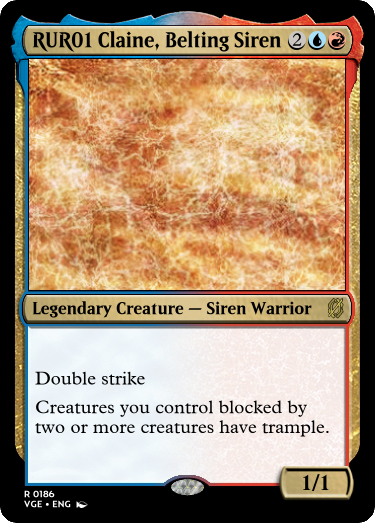 RUR01 Claine, Belting Siren 2
Legendary Creature — Siren Warrior
Double strike
Creatures you control blocked by
two or more creatures have trample.
1/1
R 0186
VGE • ENG